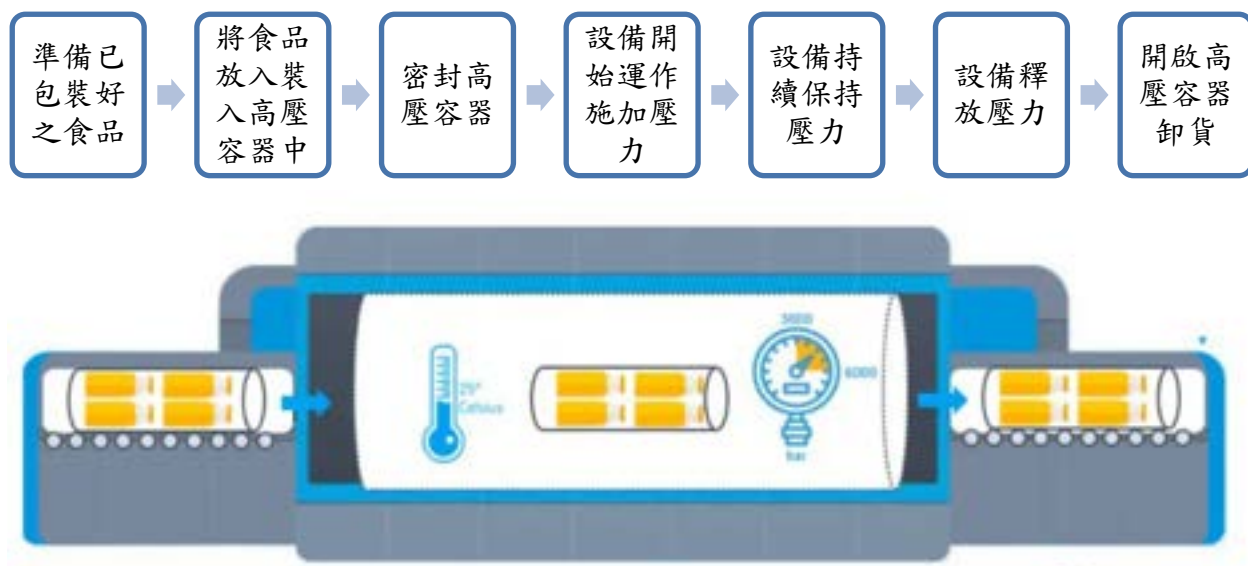 準備已
包裝好
之食品
將食品
放入裝
入高壓
容器中
密封高
壓容器
設備開
始運作
施加壓
力
設備持
續保持
壓力
設備釋
放壓力
開啟高
壓容器
卸貨
6000
Celsius
bar